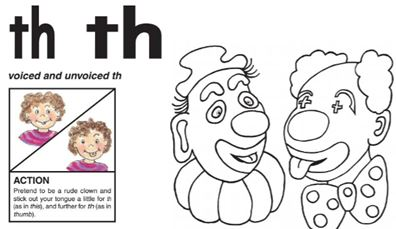 th th
voiced and unvoiced th
ACTION
Pretend to be a rude clown and
stick out your tongue a little for th
(as in this), and further for th (as in
thumb).